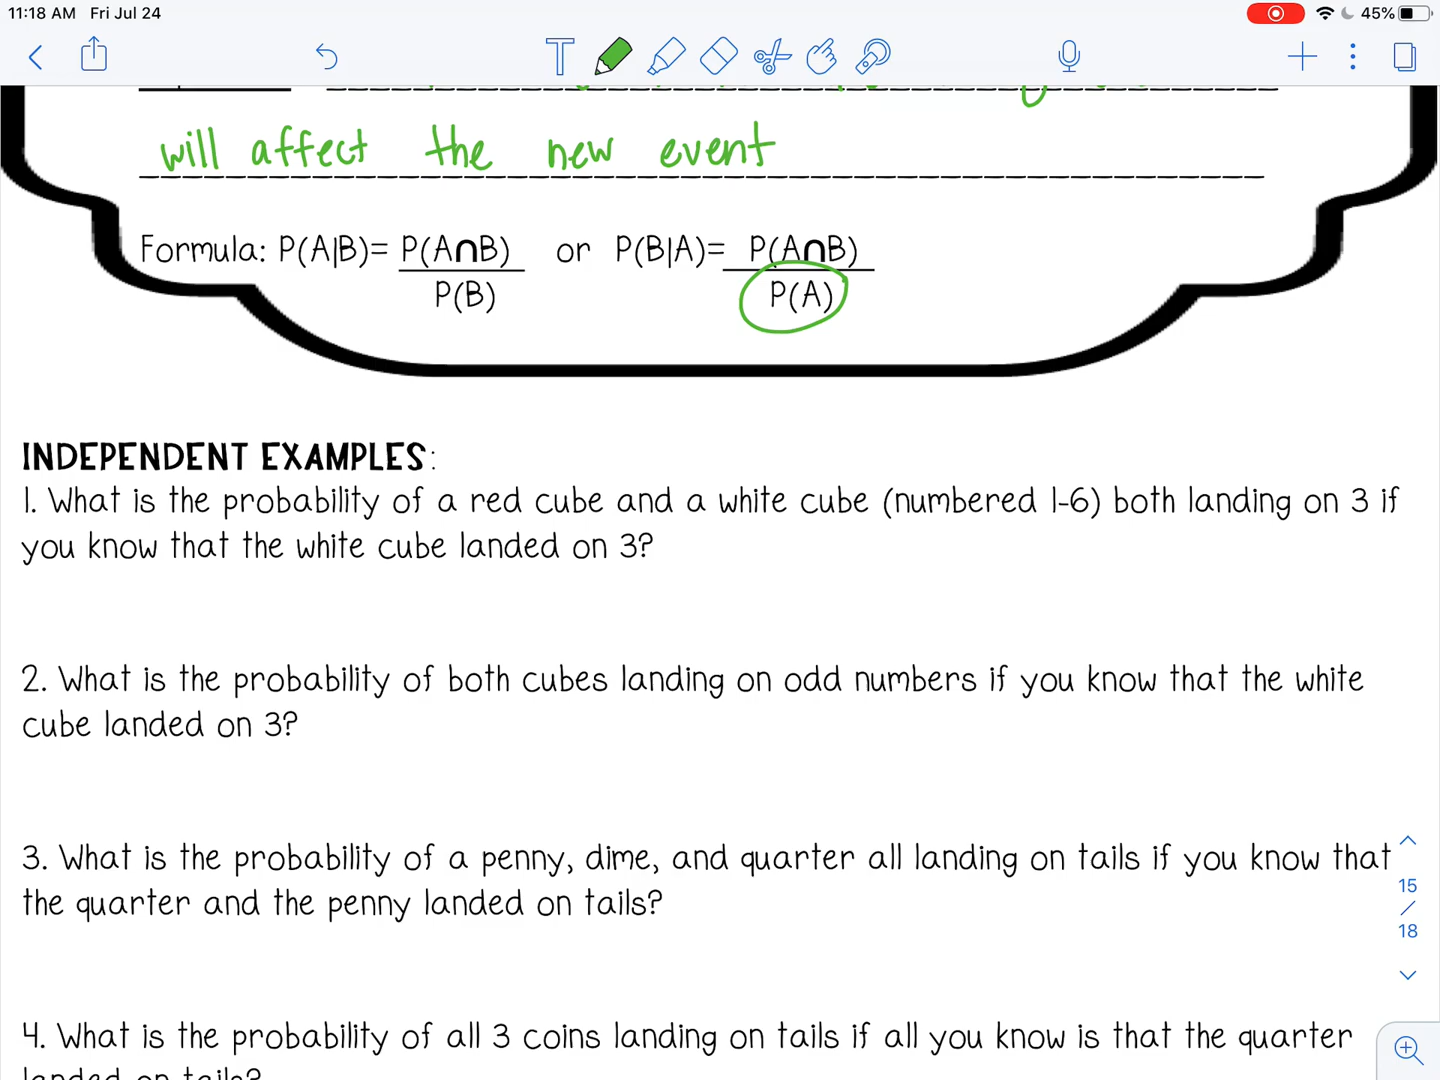 11:18 AM Fri Jul 24
45%
T
will affect the new event
Formula: P(A|B)= P(A∩B) or P(B|A)= P(A∩B)
P(B) P(A)
INDEPENDENT EXAMPLES:
1. What is the probability of a red cube and a white cube (numbered 1-6) both landing on 3 if
you know that the white cube landed on 3?
2. What is the probability of both cubes landing on odd numbers if you know that the white
cube landed on 3?
3. What is the probability of a penny, dime, and quarter all landing on tails if you know that
the quarter and the penny landed on tails?
15
/
18
4. What is the probability of all 3 coins landing on tails if all you know is that the quarter
landed on tails?